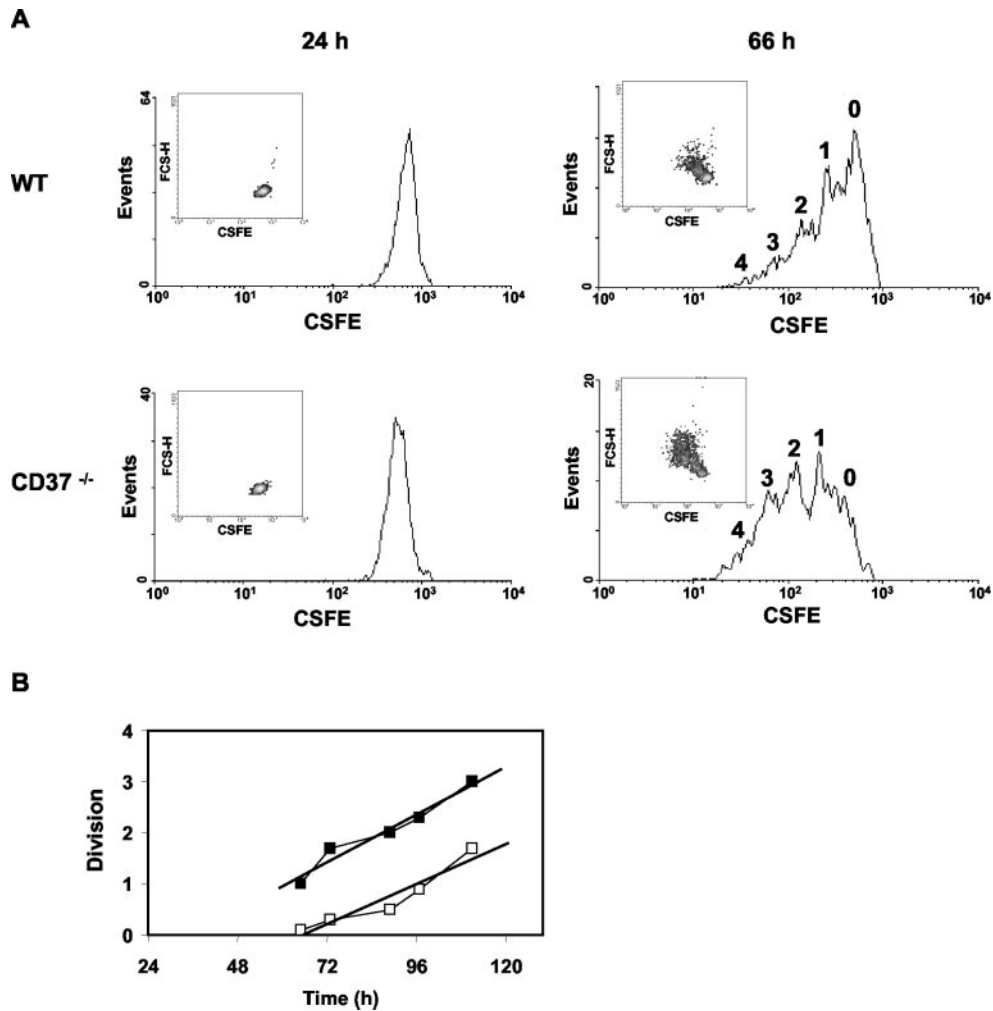 A
24 h
66 h
WT
64
Events
0
10⁰ 10¹ 10² 10³ 10⁴
CSFE
FCS-H
CSFE
Events
0
0
1
2
3
4
10⁰ 10¹ 10² 10³ 10⁴
CSFE
FCS-H
CSFE
CD37 -/-
40
Events
0
10⁰ 10¹ 10² 10³ 10⁴
CSFE
FCS-H
CSFE
20
Events
0
3
2
1
0
4
10⁰ 10¹ 10² 10³ 10⁴
CSFE
FCS-H
CSFE
B
Division
4
3
2
1
0
24 48 72 96 120
Time (h)